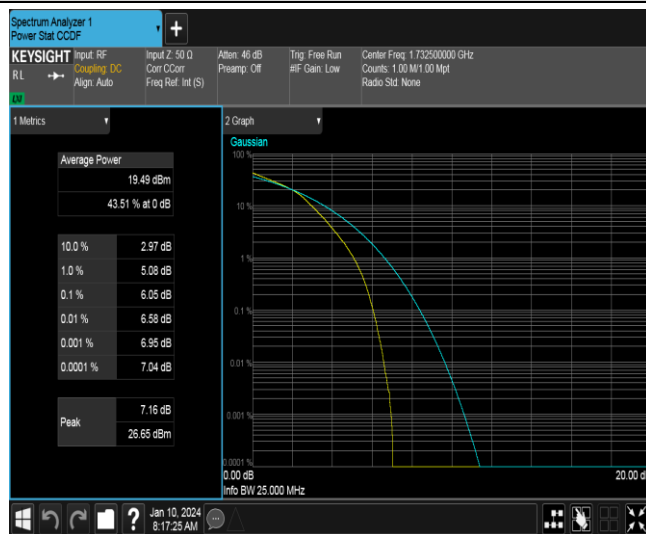 Spectrum Analyzer 1
Power Stat CCDF
KEYSIGHT
RL
LXI
Input: RF
Coupling: DC
Align: Auto
Input Z: 50 Ω
Corr CCorr
Freq Ref: Int (S)
Atten: 46 dB
Preamp: Off
Trig: Free Run
#IF Gain: Low
Center Freq: 1.732500000 GHz
Counts: 1.00 M/1.00 Mpt
Radio Std: None
1 Metrics
Average Power
19.49 dBm
43.51 % at 0 dB
10.0 % 2.97 dB
1.0 % 5.08 dB
0.1 % 6.05 dB
0.01 % 6.58 dB
0.001 % 6.95 dB
0.0001 % 7.04 dB
Peak
7.16 dB
26.65 dBm
2 Graph
Gaussian
100 %
10 %
1 %
0.1 %
0.01 %
0.001 %
0.0001 %
0.00 dB
20.00 d
Info BW 25.000 MHz
?
Jan 10, 2024
8:17:25 AM